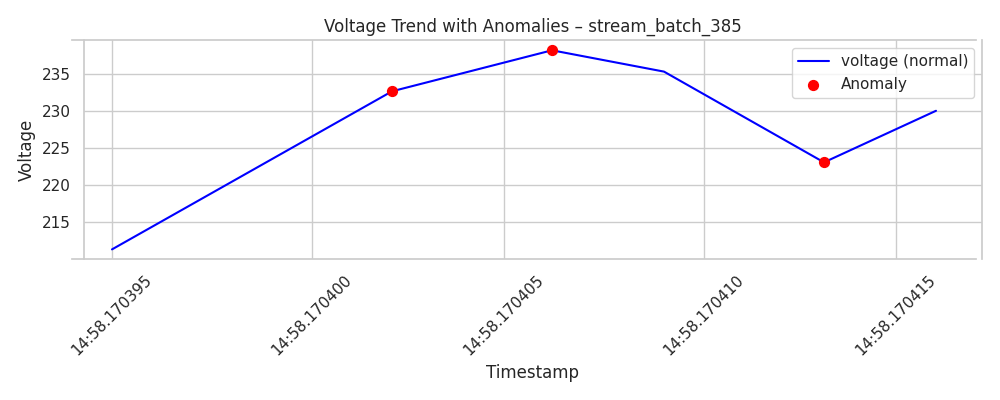 Voltage Trend with Anomalies – stream_batch_385
voltage (normal)
Anomaly
Voltage
235
230
225
220
215
14:58.170395
14:58.170400
14:58.170405
14:58.170410
14:58.170415
Timestamp